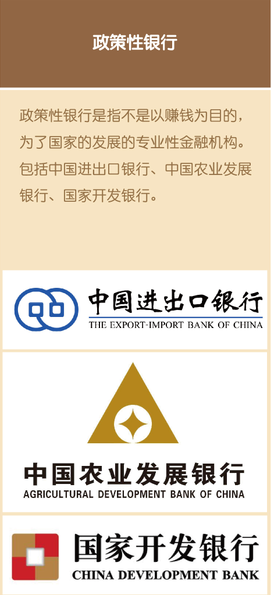 政策性银行
政策性银行是指不是以赚钱为目的，
为了国家的发展的专业性金融机构。
包括中国进出口银行、中国农业发展
银行、国家开发银行。
中国进出口银行
THE EXPORT-IMPORT BANK OF CHINA
中国农业发展银行
AGRICULTURAL DEVELOPMENT BANK OF CHINA
国家开发银行
CHINA DEVELOPMENT BANK